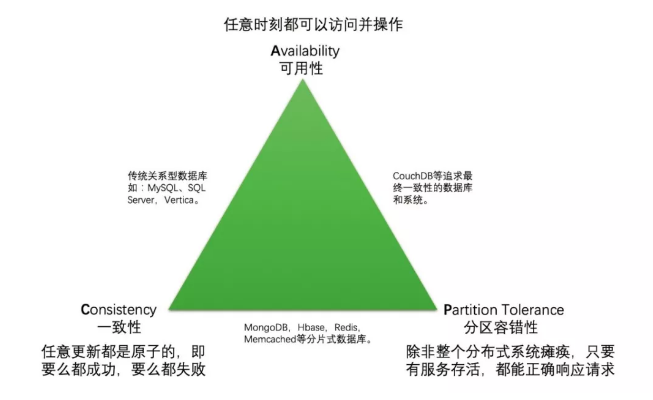 任意时刻都可以访问并操作
Availability
可用性
传统关系型数据库
如：MySQL、SQL
Server，Vertica。
CouchDB等追求最
终一致性的数据库
和系统。
Consistency
一致性
任意更新都是原子的，即
要么都成功，要么都失败
MongoDB，Hbase，Redis，
Memcached等分片式数据库。
Partition Tolerance
分区容错性
除非整个分布式系统瘫痪，只要
有服务存活，都能正确响应请求